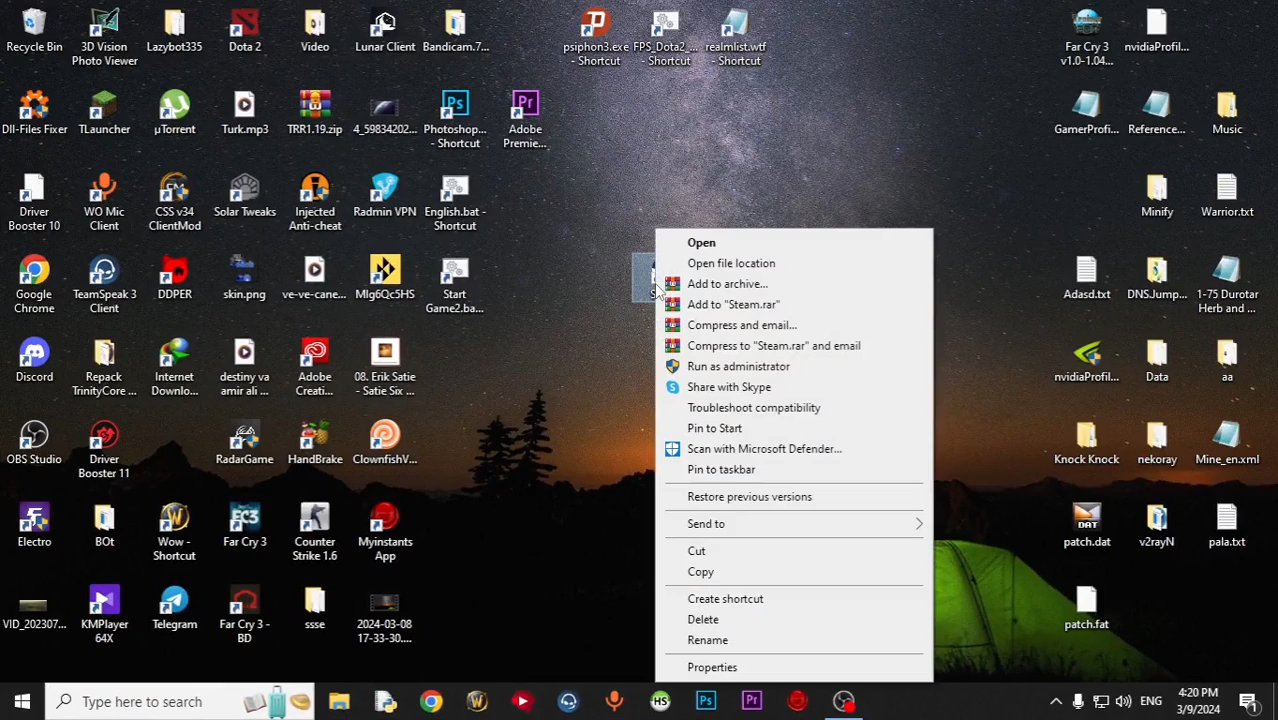 Recycle Bin
3D Vision
Photo Viewer
Lazybot335
Dota 2
Video
Lunar Client
Bandicam.7...
psiphon3.exe
- Shortcut
FPS_Dota2_...
- Shortcut
realmlist.wtf
- Shortcut
Far Cry 3
v1.0-1.04...
nvidiaProfil...
Dll-Files Fixer
TLauncher
µTorrent
Turk.mp3
TRR1.19.zip
4_59834202...
Photoshop...
- Shortcut
Adobe
Premie...
GamerProfi...
Reference...
Music
Driver
Booster 10
WO Mic
Client
CSS v34
ClientMod
Solar Tweaks
Injected
Anti-cheat
Radmin VPN
English.bat -
Shortcut
Minify
Warrior.txt
Google
Chrome
TeamSpeak 3
Client
DDPER
skin.png
ve-ve-cane...
Mlg6Qc5HS
Start
Game2.ba...
Adasd.txt
DNSJump...
1-75 Durotar
Herb and ...
Discord
Repack
TrinityCore ...
Internet
Downlo...
destiny va
amir ali ...
Adobe
Creati...
08. Erik Satie
- Satie Six ...
nvidiaProfil...
Data
aa
OBS Studio
Driver
Booster 11
RadarGame
HandBrake
ClownfishV...
Knock Knock
nekoray
Mine_en.xml
Electro
BOt
Wow -
Shortcut
Far Cry 3
Counter
Strike 1.6
Myinstants
App
patch.dat
v2rayN
pala.txt
VID_202307...
KMPlayer
64X
Telegram
Far Cry 3 -
BD
ssse
2024-03-08
17-33-30....
patch.fat
Open
Open file location
Add to archive...
Add to "Steam.rar"
Compress and email...
Compress to "Steam.rar" and email
Run as administrator
Share with Skype
Troubleshoot compatibility
Pin to Start
Scan with Microsoft Defender...
Pin to taskbar
Restore previous versions
Send to
Cut
Copy
Create shortcut
Delete
Rename
Properties
Type here to search
HS
Ps
Pr
ENG
4:20 PM
3/9/2024
1